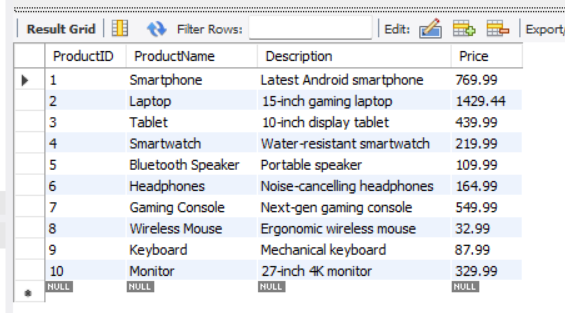 Result Grid Filter Rows: Edit: Export/
ProductID ProductName Description Price
1 Smartphone Latest Android smartphone 769.99
2 Laptop 15-inch gaming laptop 1429.44
3 Tablet 10-inch display tablet 439.99
4 Smartwatch Water-resistant smartwatch 219.99
5 Bluetooth Speaker Portable speaker 109.99
6 Headphones Noise-cancelling headphones 164.99
7 Gaming Console Next-gen gaming console 549.99
8 Wireless Mouse Ergonomic wireless mouse 32.99
9 Keyboard Mechanical keyboard 87.99
10 Monitor 27-inch 4K monitor 329.99
NULL NULL NULL NULL